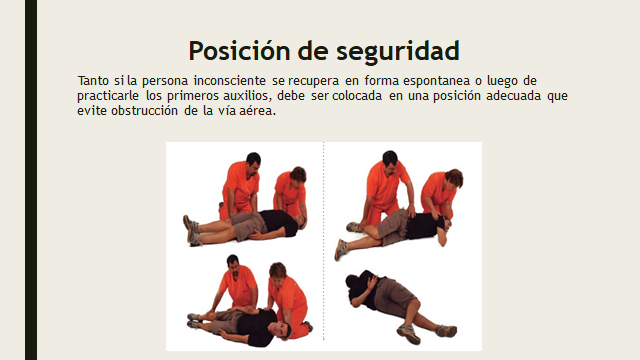 Posición de seguridad
Tanto si la persona inconsciente se recupera en forma espontanea o luego de
practicarle los primeros auxilios, debe ser colocada en una posición adecuada que
evite obstrucción de la vía aérea.